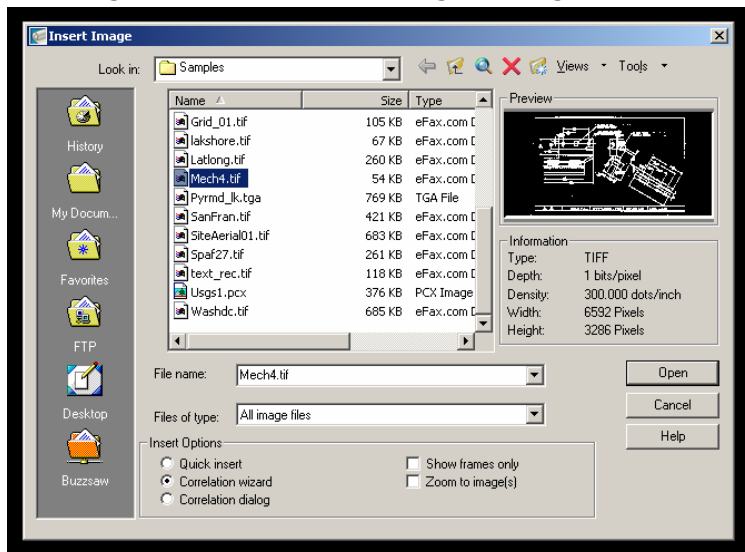 Insert Image
Look in: Samples Views Tools
History
My Docum...
Favorites
FTP
Desktop
Buzzsaw
Name Size Type
Grid_01.tif 105 KB eFax.com D
lakshore.tif 67 KB eFax.com D
Latlong.tif 260 KB eFax.com D
Mech4.tif 54 KB eFax.com D
Pyrmd_lk.tga 769 KB TGA File
SanFran.tif 421 KB eFax.com D
SiteAerial01.tif 683 KB eFax.com D
Spaf27.tif 261 KB eFax.com D
text_rec.tif 118 KB eFax.com D
Usgs1.pcx 376 KB PCX Image
Washdc.tif 685 KB eFax.com D
Preview
Information
Type: TIFF
Depth: 1 bits/pixel
Density: 300.000 dots/inch
Width: 6592 Pixels
Height: 3286 Pixels
File name: Mech4.tif
Files of type: All image files
Open
Cancel
Help
Insert Options
Quick insert
Correlation wizard
Correlation dialog
Show frames only
Zoom to image(s)